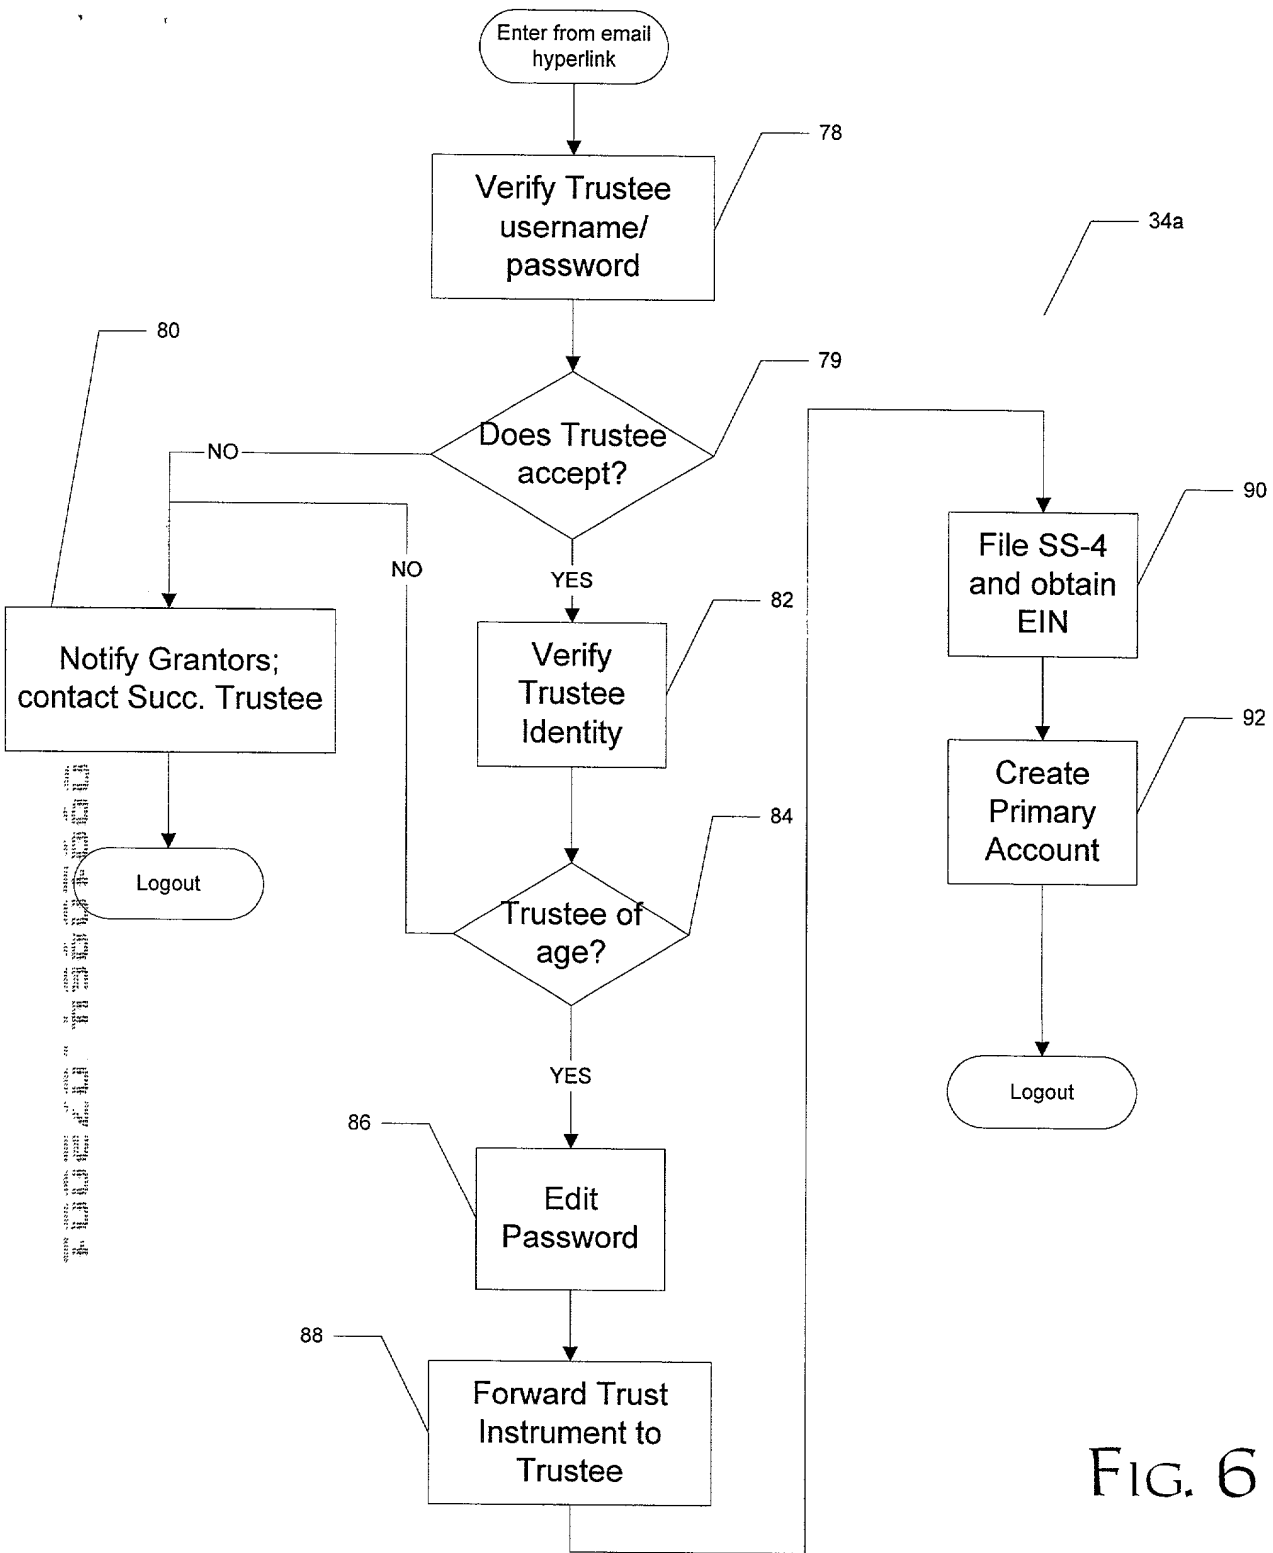 Enter from email
hyperlink
78
Verify Trustee
username/
password
34a
80
79
Does Trustee
accept?
NO
YES
NO
90
File SS-4
and obtain
EIN
82
Verify
Trustee
Identity
Notify Grantors;
contact Succ. Trustee
92
Create
Primary
Account
84
Trustee of
age?
Logout
YES
Logout
86
Edit
Password
88
Forward Trust
Instrument to
Trustee
FIG. 6